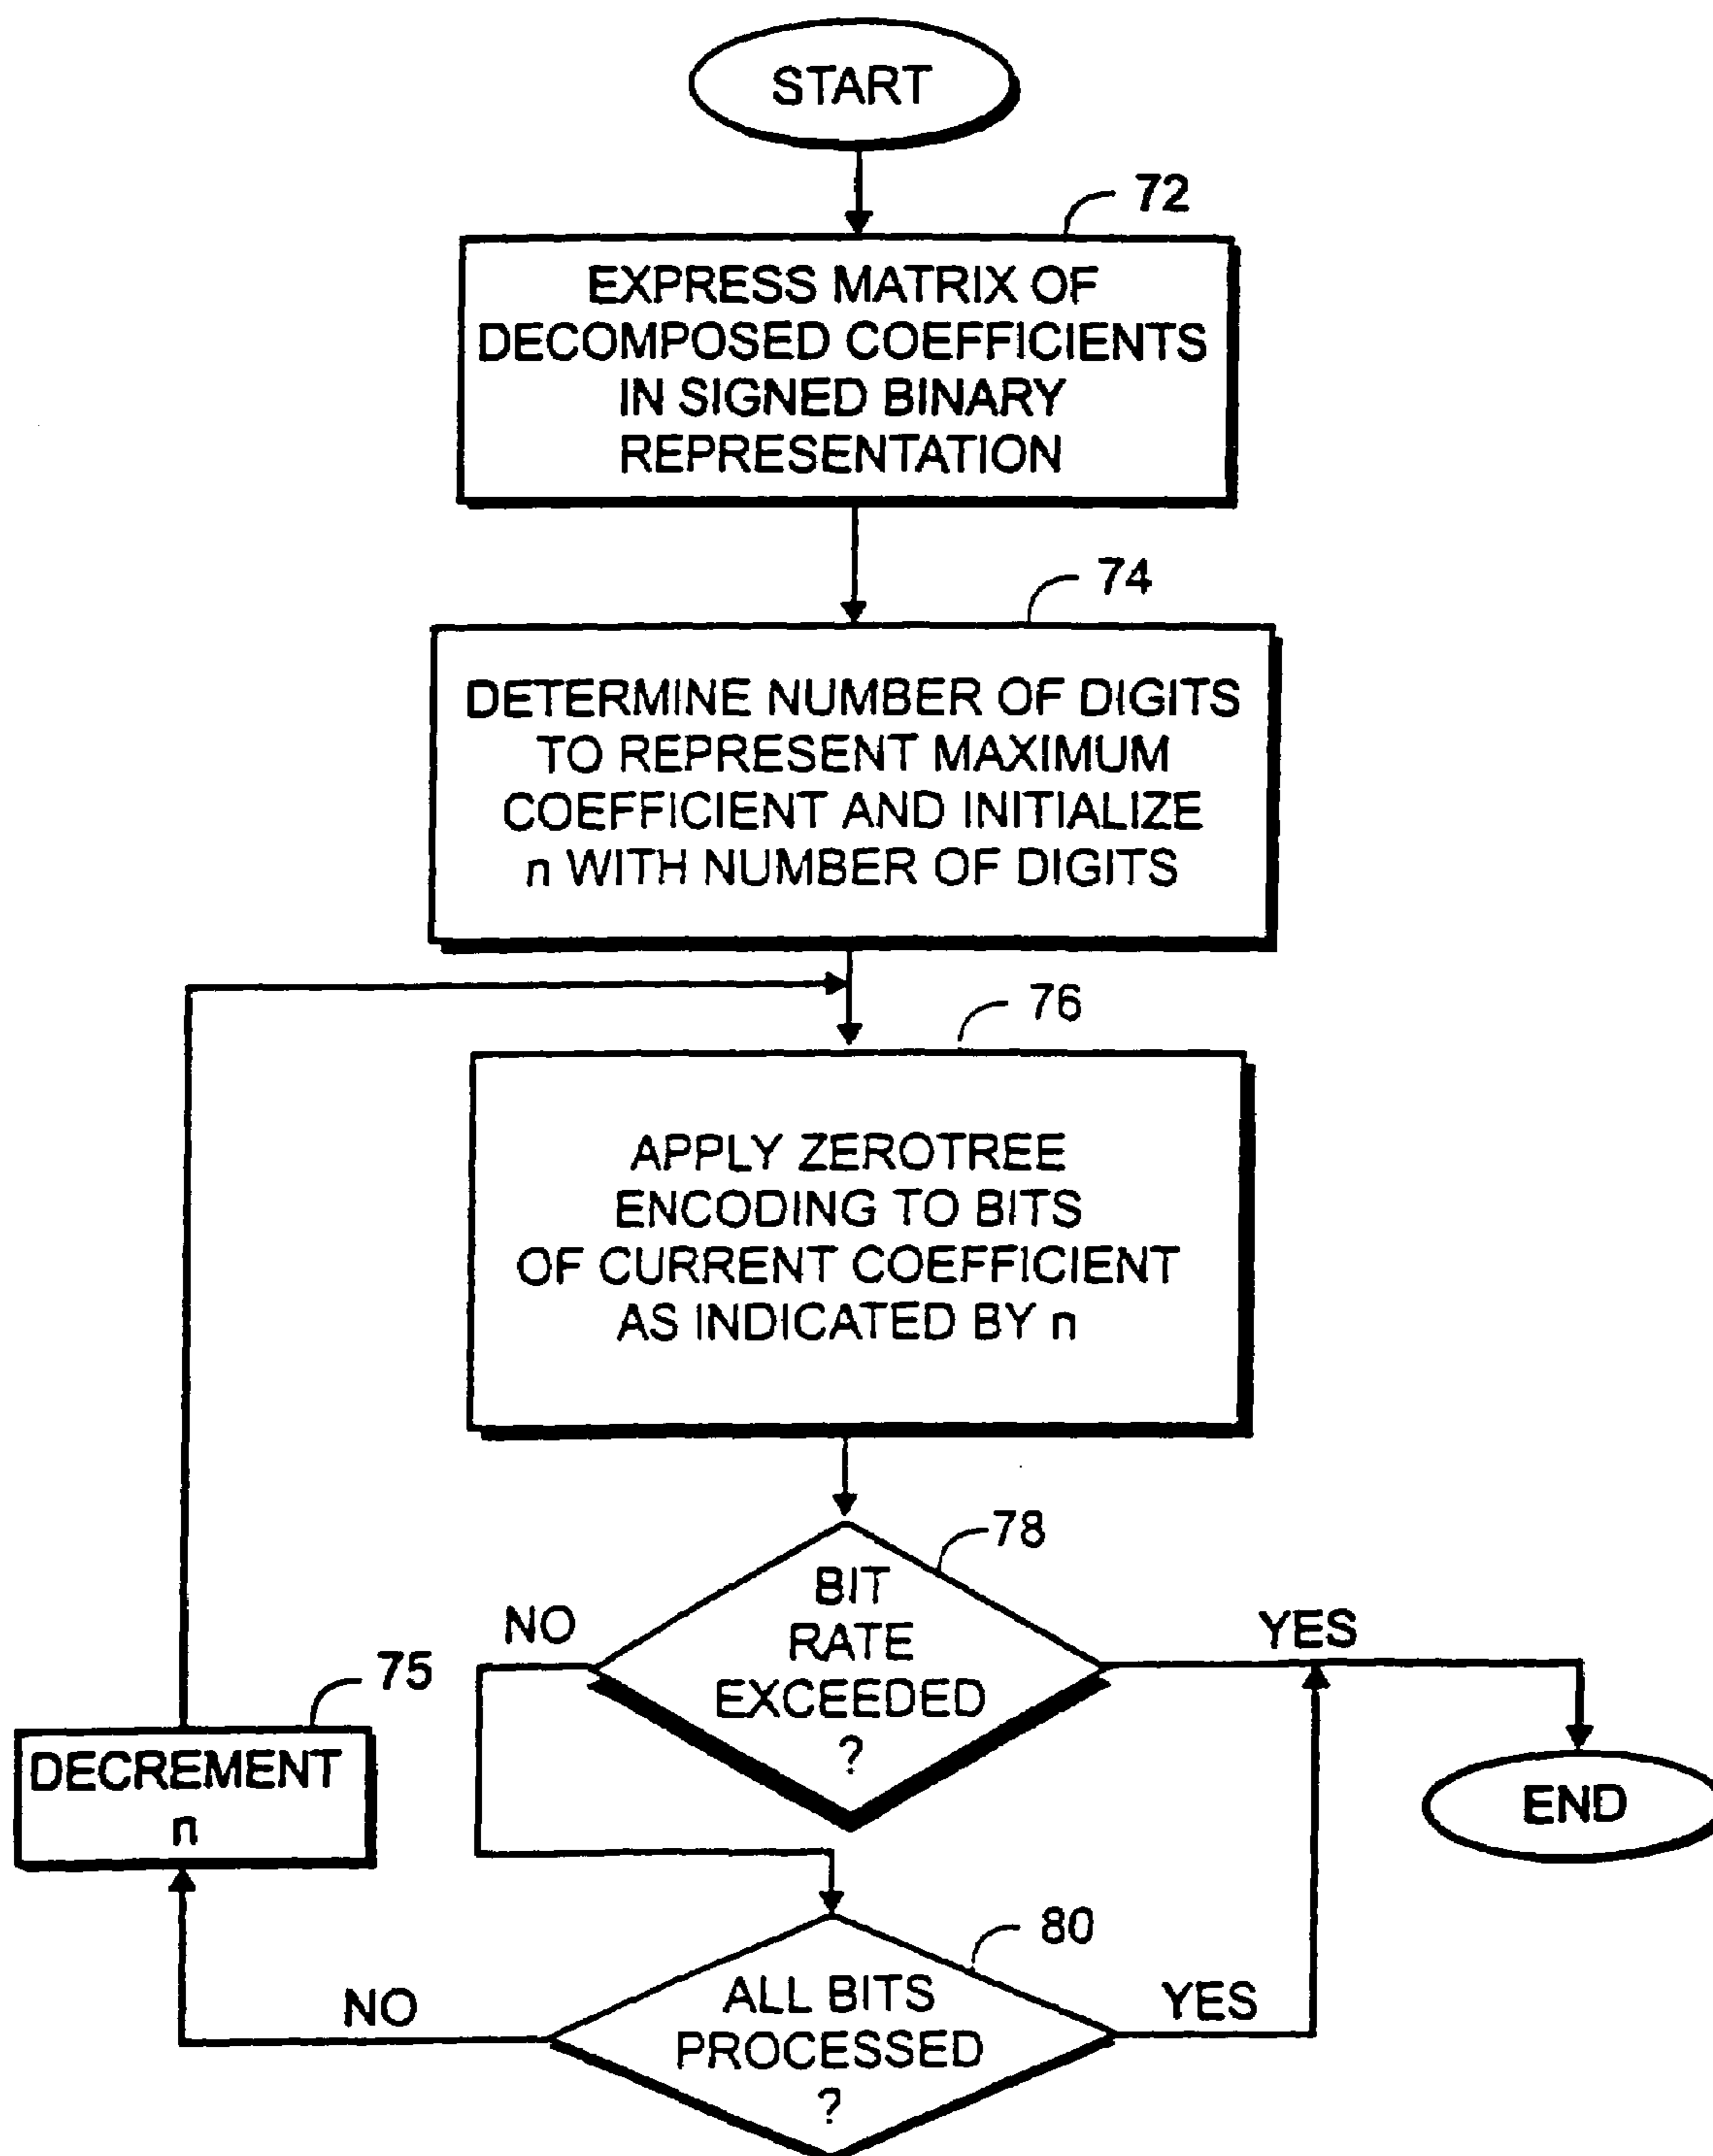 START
72
EXPRESS MATRIX OF
DECOMPOSED COEFFICIENTS
IN SIGNED BINARY
REPRESENTATION
74
DETERMINE NUMBER OF DIGITS
TO REPRESENT MAXIMUM
COEFFICIENT AND INITIALIZE
n WITH NUMBER OF DIGITS
76
APPLY ZEROTREE
ENCODING TO BITS
OF CURRENT COEFFICIENT
AS INDICATED BY n
78
BIT
RATE
EXCEEDED
?
NO
YES
75
DECREMENT
n
END
80
ALL BITS
PROCESSED
?
NO
YES